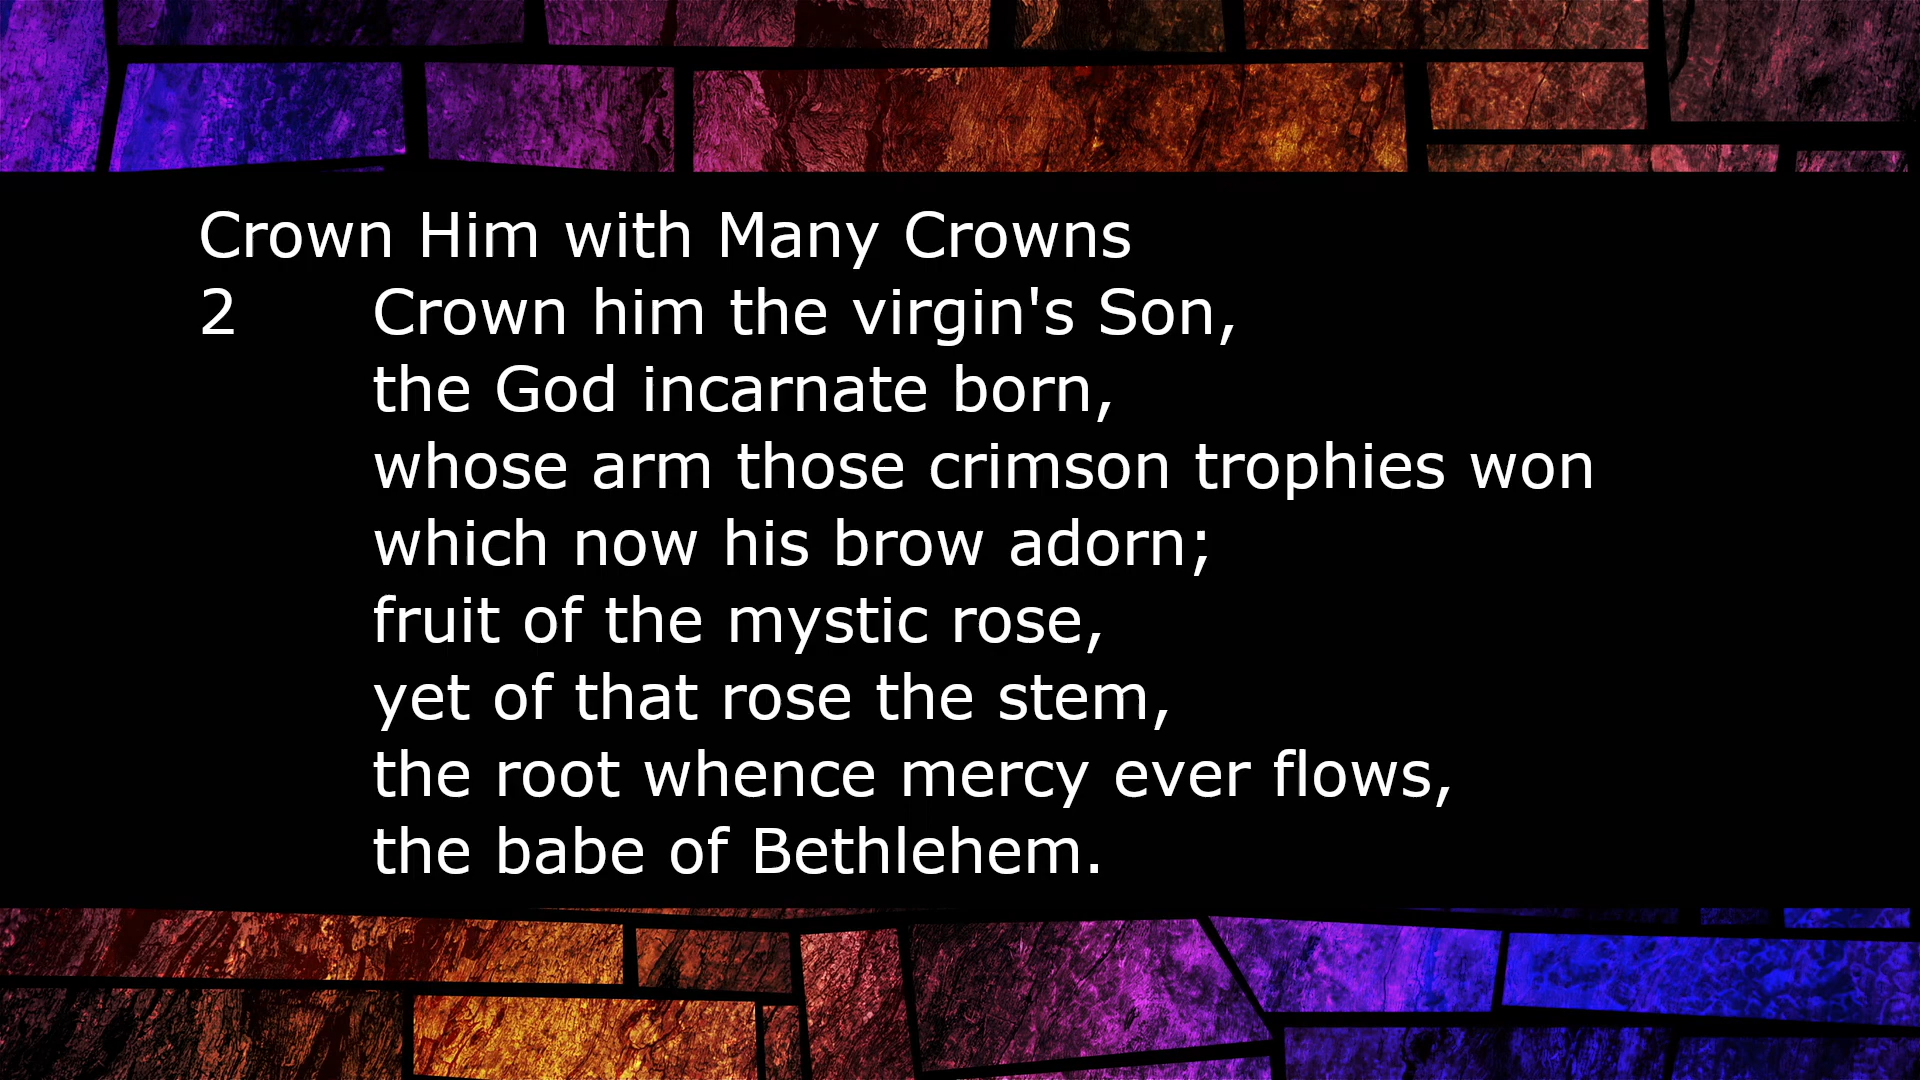 Crown Him with Many Crowns
2 Crown him the virgin's Son,
the God incarnate born,
whose arm those crimson trophies won
which now his brow adorn;
fruit of the mystic rose,
yet of that rose the stem,
the root whence mercy ever flows,
the babe of Bethlehem.